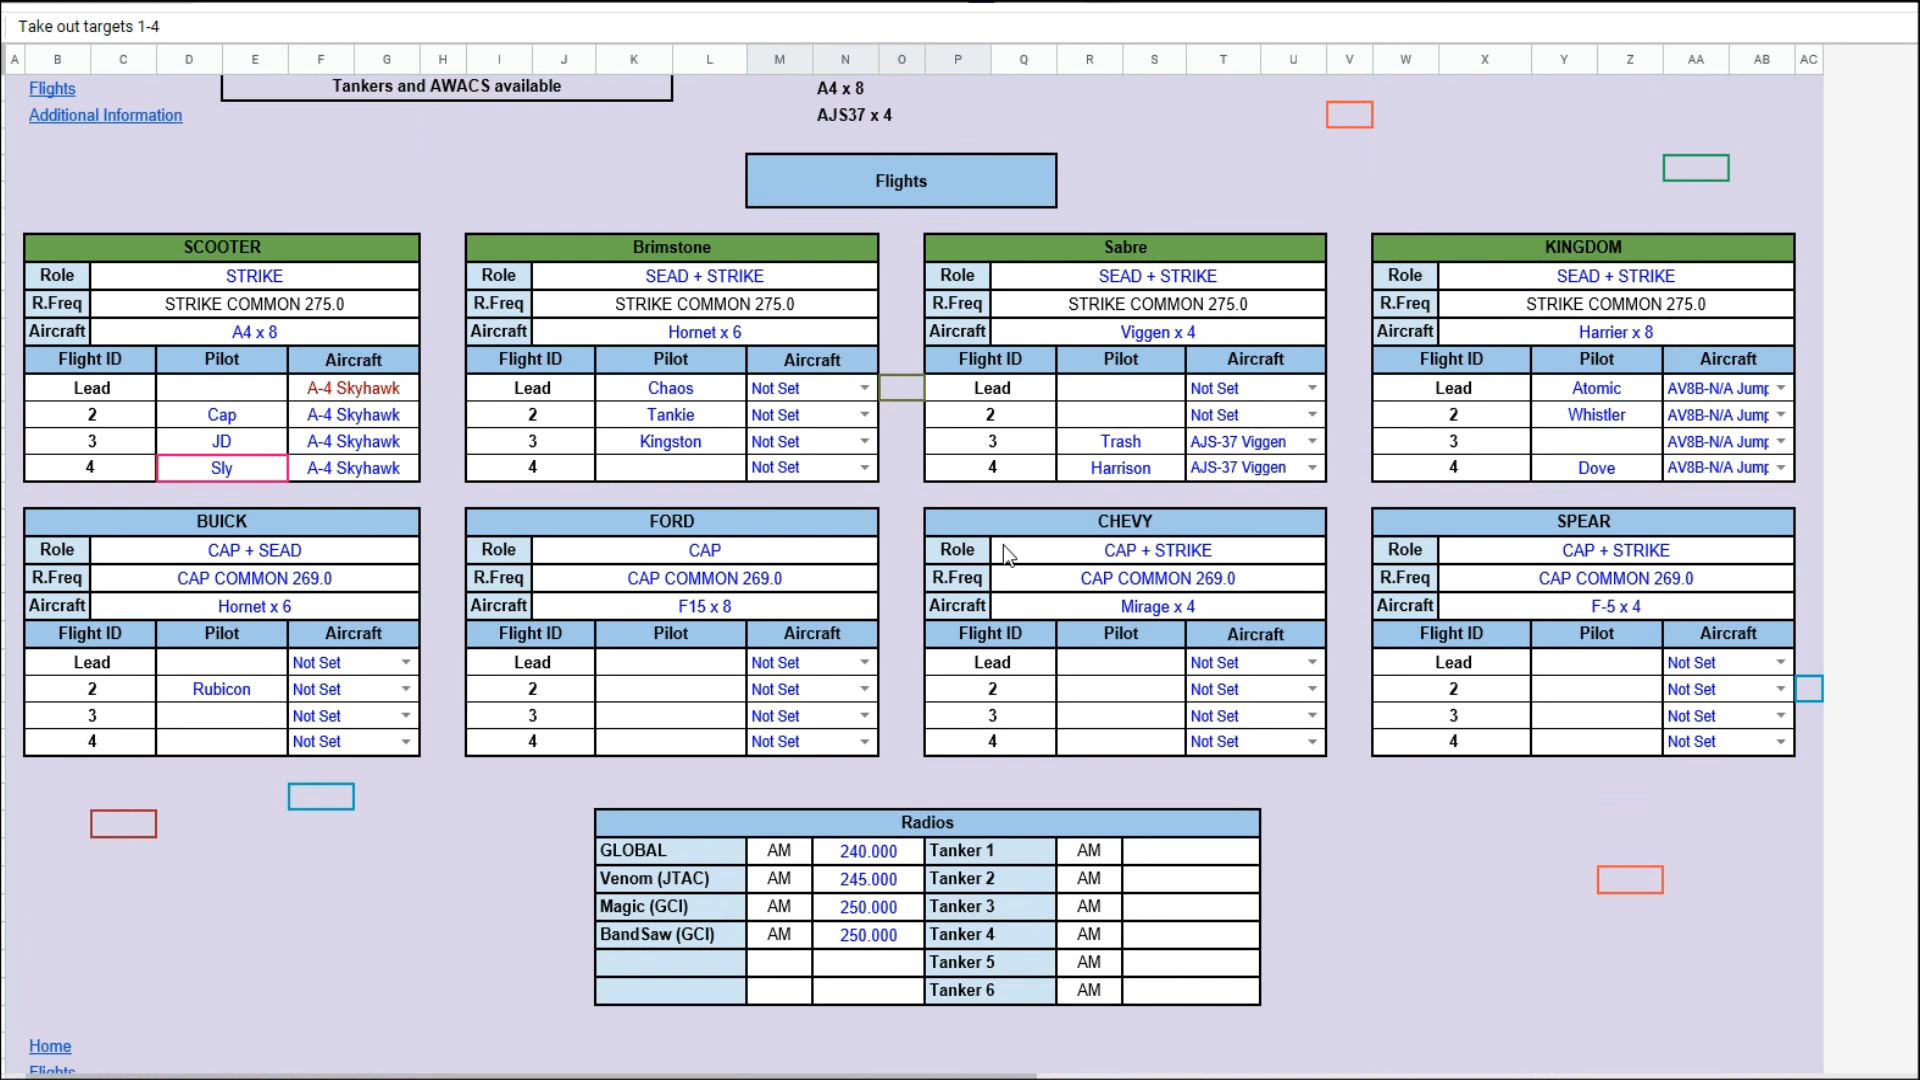 Take out targets 1-4
A B C D E F G H I J K L M N O P Q R S T U V W X Y Z AA AB AC
Flights Tankers and AWACS available A4 x 8
Additional Information AJS37 x 4
Flights
SCOOTER Brimstone Sabre KINGDOM
Role STRIKE Role SEAD + STRIKE Role SEAD + STRIKE Role SEAD + STRIKE
R.Freq STRIKE COMMON 275.0 R.Freq STRIKE COMMON 275.0 R.Freq STRIKE COMMON 275.0 R.Freq STRIKE COMMON 275.0
Aircraft A4 x 8 Aircraft Hornet x 6 Aircraft Viggen x 4 Aircraft Harrier x 8
Flight ID Pilot Aircraft Flight ID Pilot Aircraft Flight ID Pilot Aircraft Flight ID Pilot Aircraft
Lead A-4 Skyhawk Lead Chaos Not Set Lead Not Set Lead Atomic AV8B-N/A Jump
2 Cap A-4 Skyhawk 2 Tankie Not Set 2 Not Set 2 Whistler AV8B-N/A Jump
3 JD A-4 Skyhawk 3 Kingston Not Set 3 Trash AJS-37 Viggen 3 AV8B-N/A Jump
4 Sly A-4 Skyhawk 4 Not Set 4 Harrison AJS-37 Viggen 4 Dove AV8B-N/A Jump
BUICK FORD CHEVY SPEAR
Role CAP + SEAD Role CAP Role CAP + STRIKE Role CAP + STRIKE
R.Freq CAP COMMON 269.0 R.Freq CAP COMMON 269.0 R.Freq CAP COMMON 269.0 R.Freq CAP COMMON 269.0
Aircraft Hornet x 6 Aircraft F15 x 8 Aircraft Mirage x 4 Aircraft F-5 x 4
Flight ID Pilot Aircraft Flight ID Pilot Aircraft Flight ID Pilot Aircraft Flight ID Pilot Aircraft
Lead Not Set Lead Not Set Lead Not Set Lead Not Set
2 Rubicon Not Set 2 Not Set 2 Not Set 2 Not Set
3 Not Set 3 Not Set 3 Not Set 3 Not Set
4 Not Set 4 Not Set 4 Not Set 4 Not Set
Radios
GLOBAL AM 240.000 Tanker 1 AM
Venom (JTAC) AM 245.000 Tanker 2 AM
Magic (GCI) AM 250.000 Tanker 3 AM
BandSaw (GCI) AM 250.000 Tanker 4 AM
Tanker 5 AM
Tanker 6 AM
Home
Flights